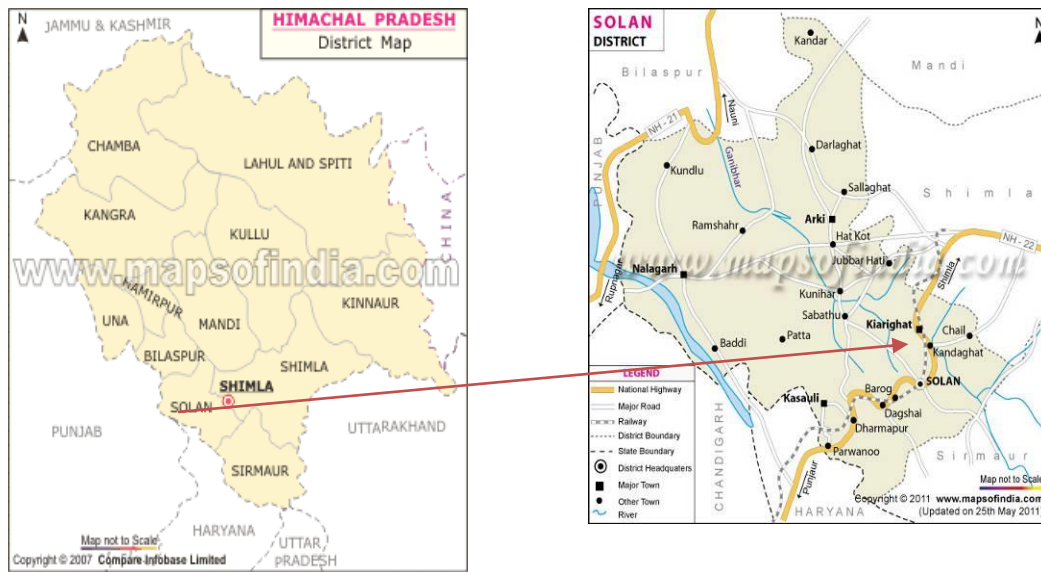 N
JAMMU & KASHMIR
HIMACHAL PRADESH
District Map
CHAMBA
LAHUL AND SPITI
KANGRA
KULLU
CHINA
www.mapsofindia.com
HAMIRPUR
KINNAUR
UNA
MANDI
BILASPUR
SHIMLA
SHIMLA
SOLAN
PUNJAB
UTTARAKHAND
SIRMAUR
HARYANA
UTTAR
PRADESH
Map not to Scale
Copyright © 2007 Compare Infobase Limited
SOLAN
DISTRICT
N
Kandar
Bilaspur
Mandi
Nauni
NH - 21
PUNJAB
Ganibhar
Darlaghat
Kundlu
Sallaghat
Shimla
Arki
Ramshahr
Hat Kot
NH - 22
Jubbar Hati
www.mapsofindia.com
Nalagarh
Shimla
Rupnagar
Kunihar
Sabathu
Kiarighat
Chail
Patta
Baddi
Kandaghat
SOLAN
Barog
Kasauli
Dagshai
Dharmapur
Parwanoo
Sirmaur
CHANDIGARH
Punjaur
HARYANA
LEGEND
National Highway
Major Road
Railway
District Boundary
State Boundary
District Headquaters
Major Town
Other Town
River
Map not to Scale
Copyright © 2011 www.mapsofindia.com
(Updated on 25th May 2011)